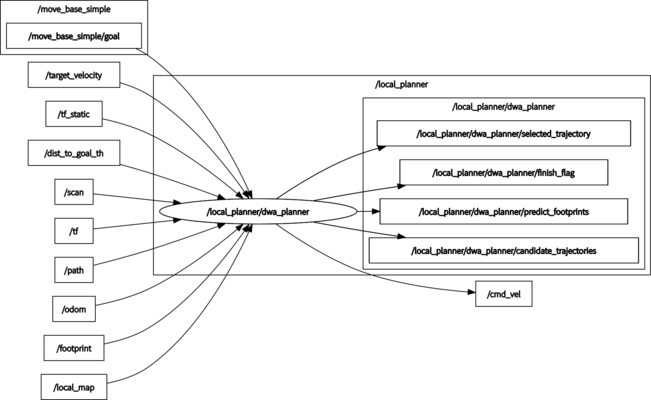 /move_base_simple
/move_base_simple/goal
/target_velocity
/tf_static
/dist_to_goal_th
/scan
/tf
/path
/odom
/footprint
/local_map
/local_planner
/local_planner/dwa_planner
/local_planner/dwa_planner
/local_planner/dwa_planner/selected_trajectory
/local_planner/dwa_planner/finish_flag
/local_planner/dwa_planner/predict_footprints
/local_planner/dwa_planner/candidate_trajectories
/cmd_vel